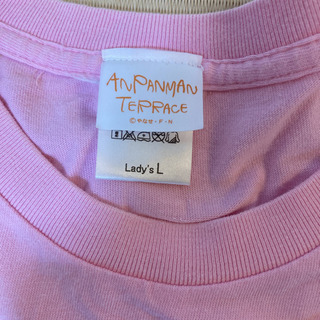 ANPANMAN
TERRACE
©やなせ・F・N
Lady's L